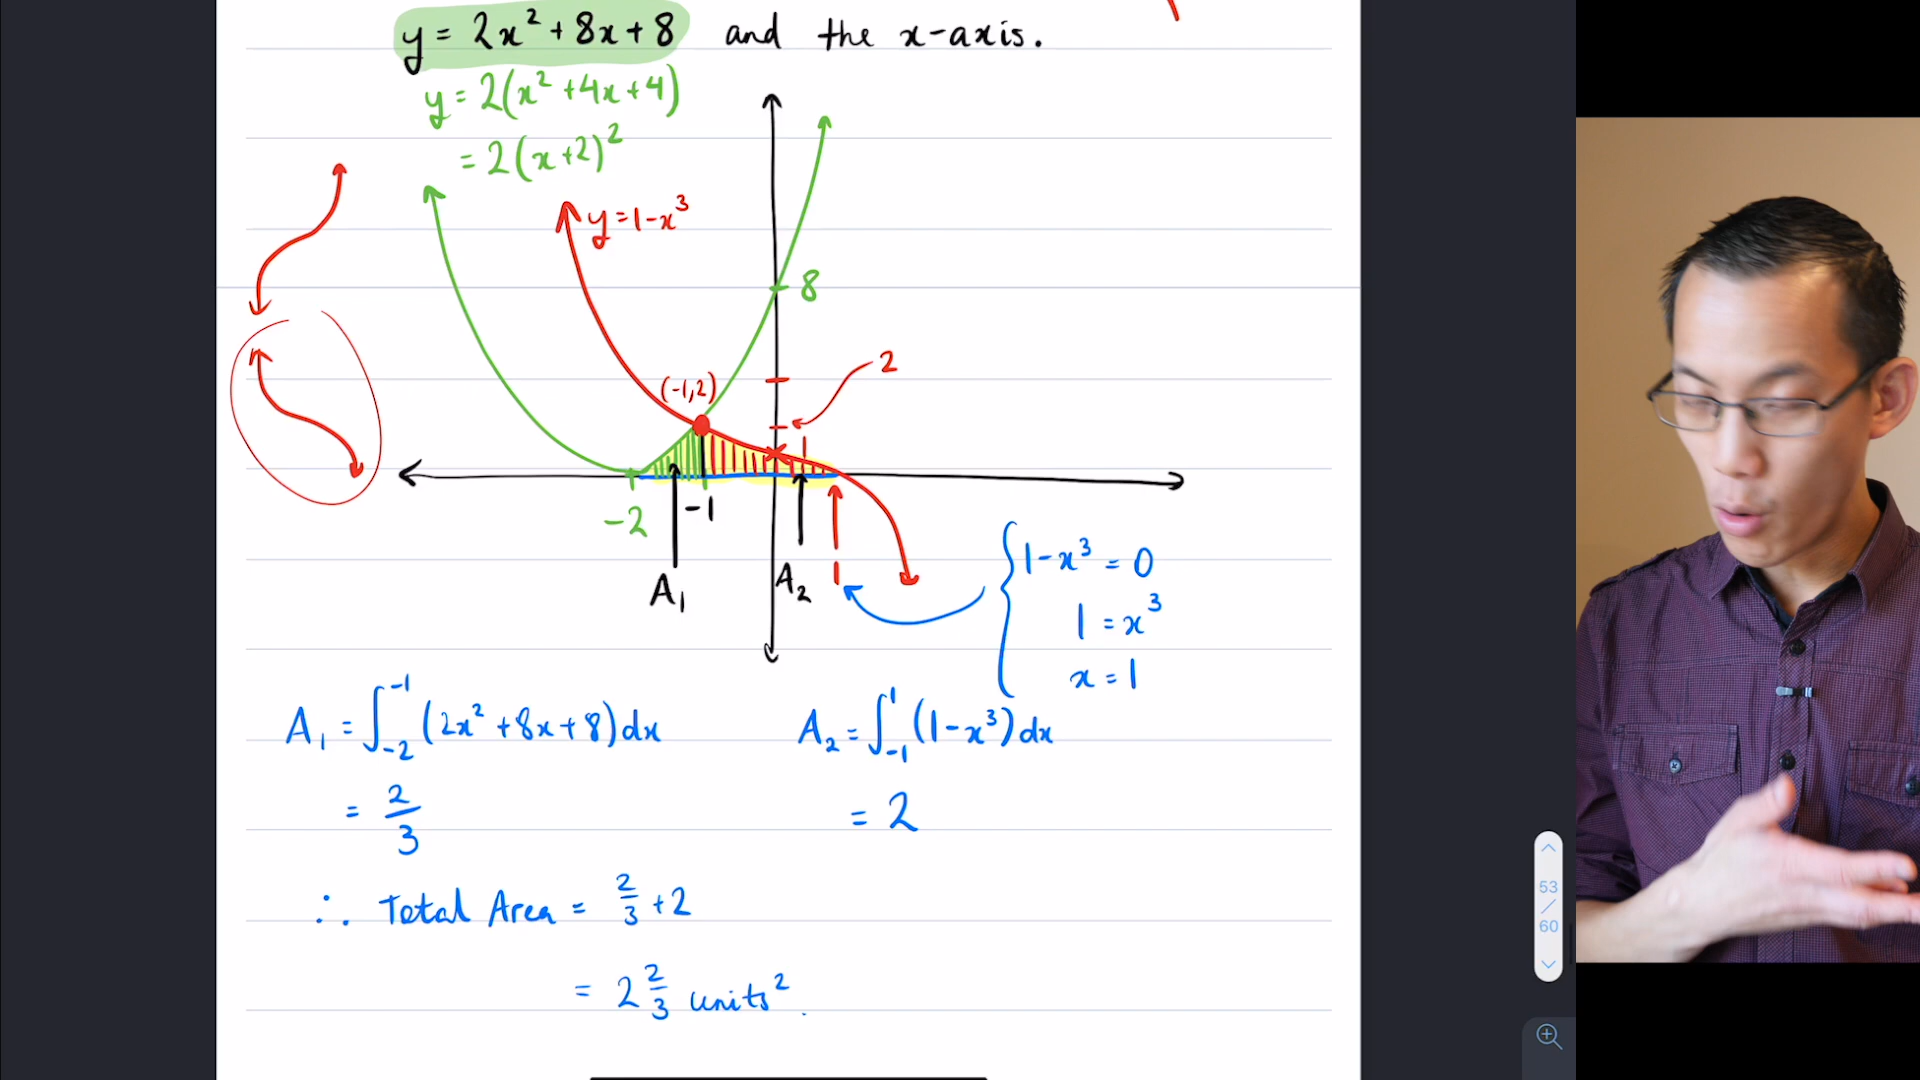 y = 2x² + 8x + 8 and the x-axis.
y = 2(x² + 4x + 4)
= 2(x+2)²
y = 1-x³
8
(-1,2)
2
1
-2
-1
A₁
A₂
1
1-x³ = 0
1 = x³
x = 1
A₁ = ∫₋₂⁻¹ (2x² + 8x + 8) dx
= 2/3
A₂ = ∫₋₁¹ (1-x³) dx
= 2
∴ Total Area = 2/3 + 2
= 2 2/3 units².
53
/
60